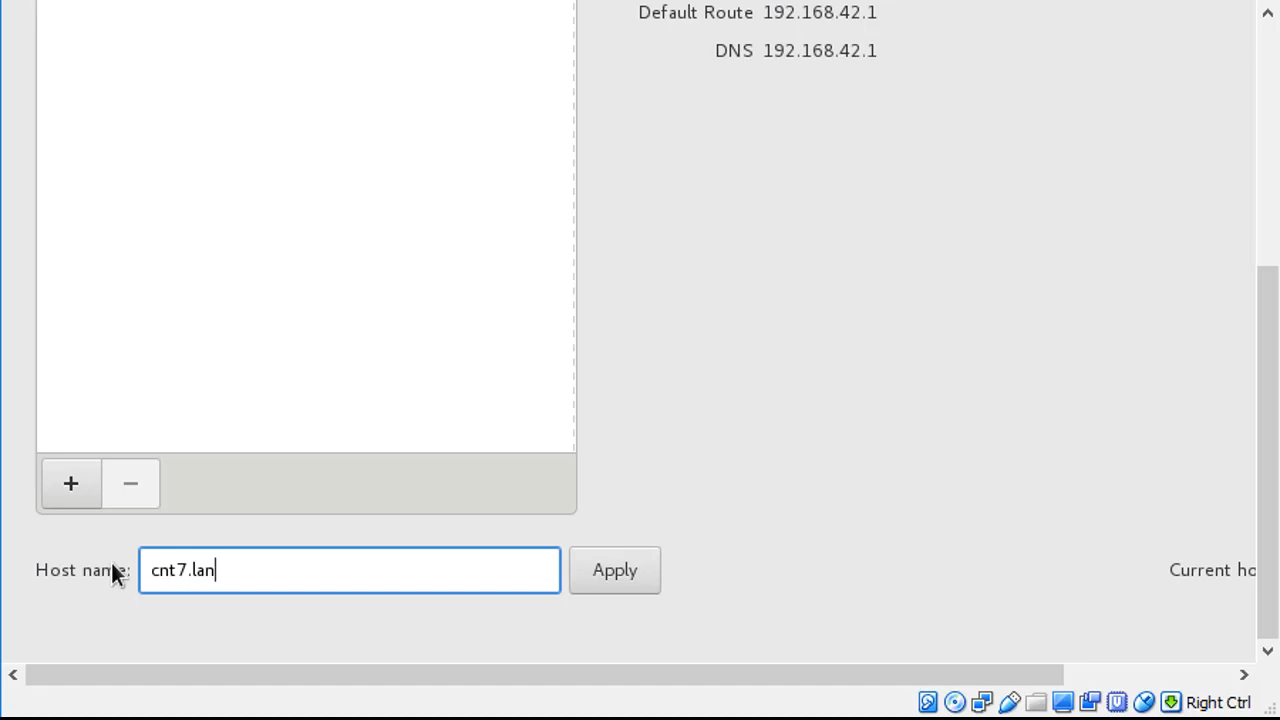 Default Route 192.168.42.1
DNS 192.168.42.1
+ −
Host name: cnt7.lan Apply Current ho
Right Ctrl